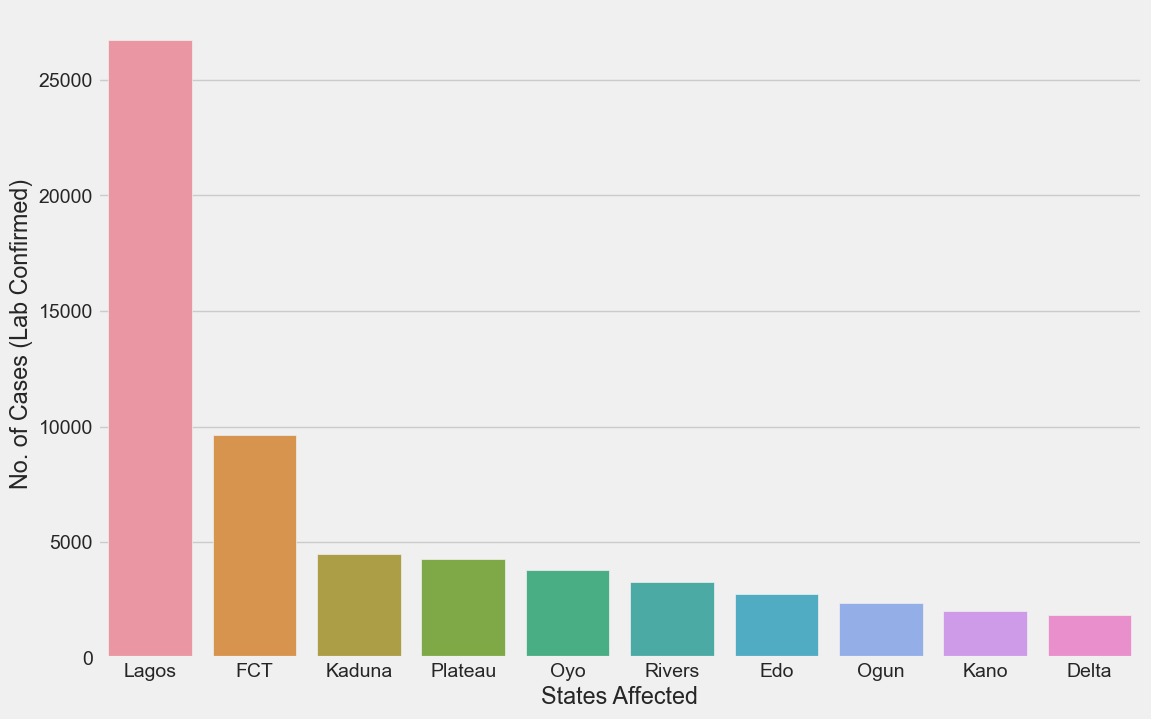 No. of Cases (Lab Confirmed)
25000
20000
15000
10000
5000
0
Lagos FCT Kaduna Plateau Oyo Rivers Edo Ogun Kano Delta
States Affected